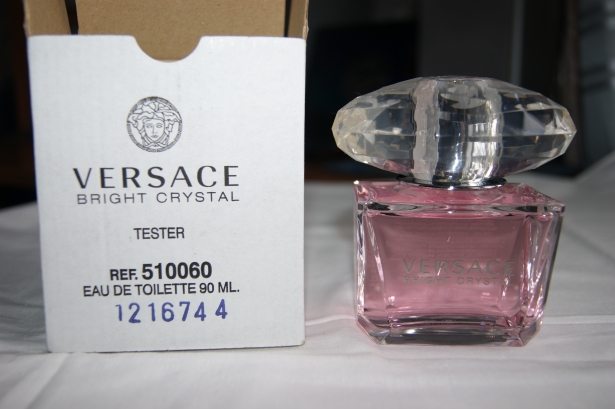 VERSACE
BRIGHT CRYSTAL
TESTER
REF. 510060
EAU DE TOILETTE 90 ML.
1216744
VERSACE
BRIGHT CRYSTAL